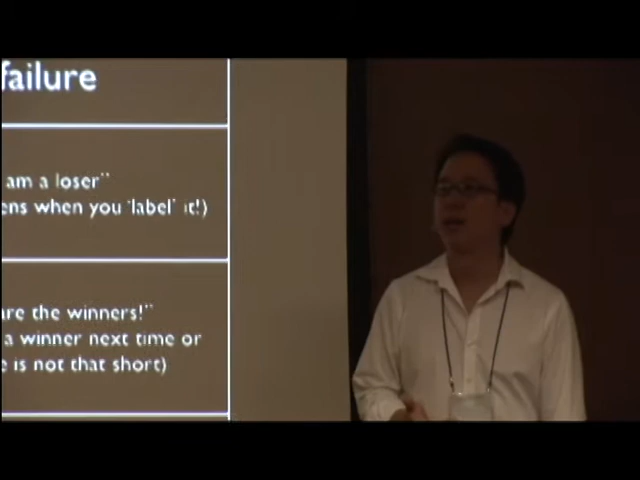 failure
am a loser"
ens when you 'label' it!)
are the winners!"
a winner next time or
e is not that short)